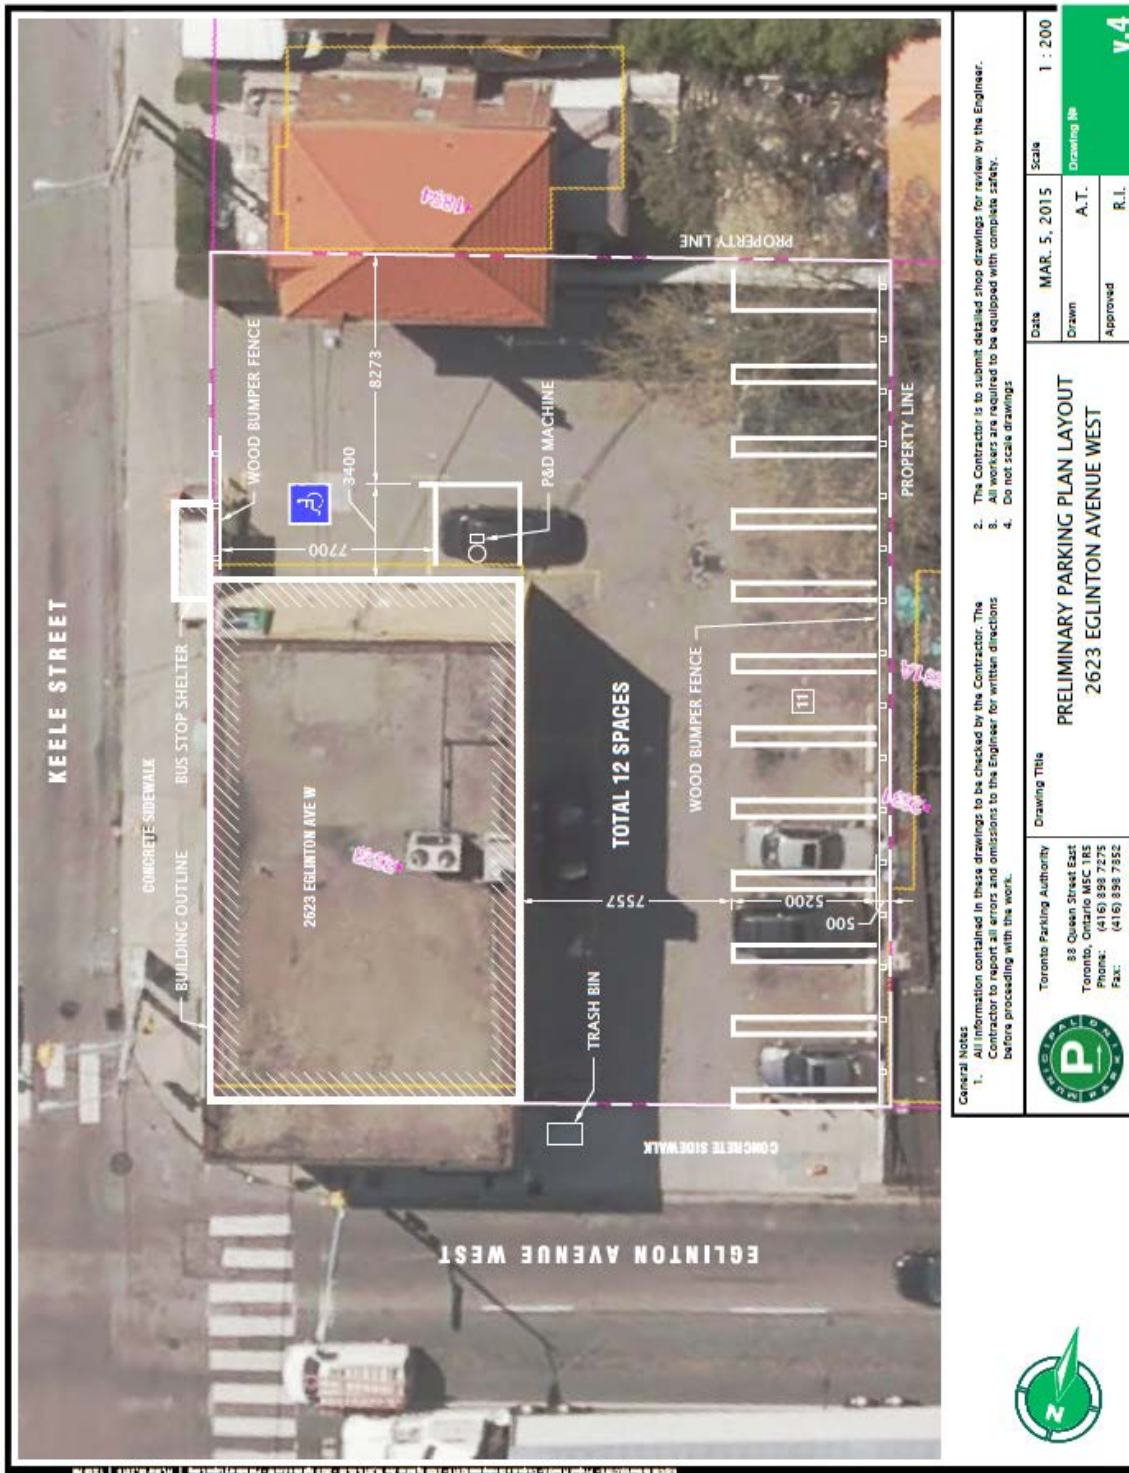 KEELE STREET
CONCRETE SIDEWALK
BUILDING OUTLINE
BUS STOP SHELTER
WOOD BUMPER FENCE
2623 EGLINTON AVE W
2623
7700
3400
8273
1884
P&D MACHINE
TRASH BIN
7557
TOTAL 12 SPACES
WOOD BUMPER FENCE
11
5200
500
PROPERTY LINE
PROPERTY LINE
CONCRETE SIDEWALK
EGLINTON AVENUE WEST
N
General Notes
1. All information contained in these drawings to be checked by the Contractor. The
Contractor to report all errors and omissions to the Engineer for written directions
before proceeding with the work.
2. The Contractor is to submit detailed shop drawings for review by the Engineer.
3. All workers are required to be equipped with complete safety.
4. Do not scale drawings
MUNICIPAL PARKING
P
Toronto Parking Authority
88 Queen Street East
Toronto, Ontario M5C 1R5
Phone: (416) 393 7275
Fax: (416) 393 7352
Drawing Title
PRELIMINARY PARKING PLAN LAYOUT
2623 EGLINTON AVENUE WEST
Date
MAR. 5, 2015
Scale
1 : 200
Drawn
A.T.
Drawing №
v.4
Approved
R.I.